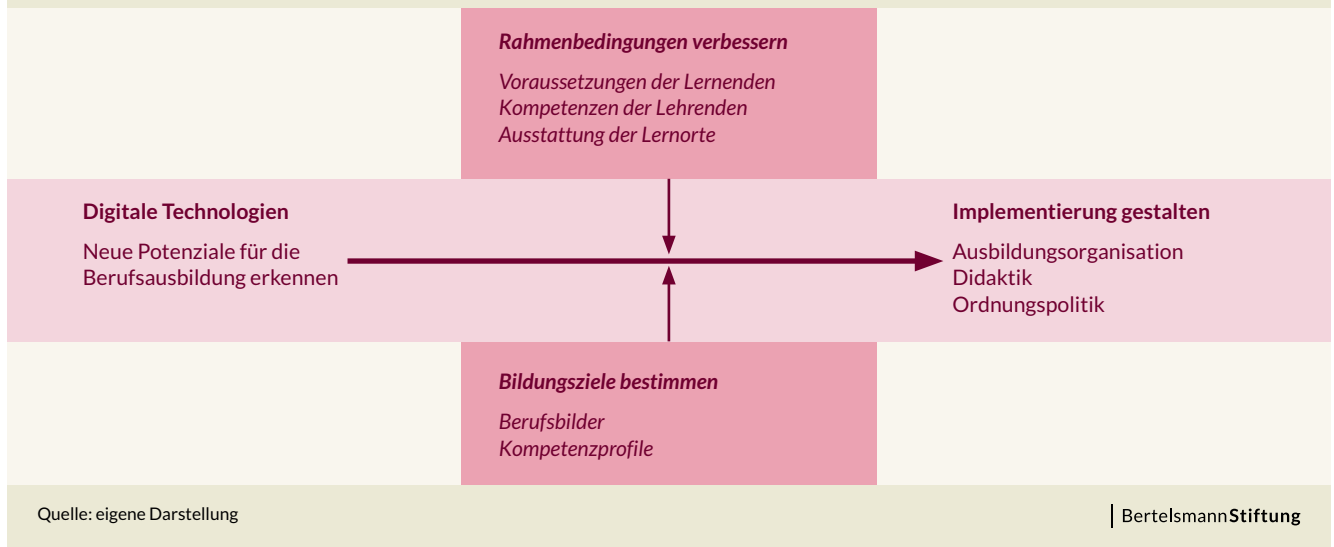 Rahmenbedingungen verbessern
Voraussetzungen der Lernenden
Kompetenzen der Lehrenden
Ausstattung der Lernorte
Digitale Technologien
Neue Potenziale für die
Berufsausbildung erkennen
Implementierung gestalten
Ausbildungsorganisation
Didaktik
Ordnungspolitik
Bildungsziele bestimmen
Berufsbilder
Kompetenzprofile
Quelle: eigene Darstellung
BertelsmannStiftung